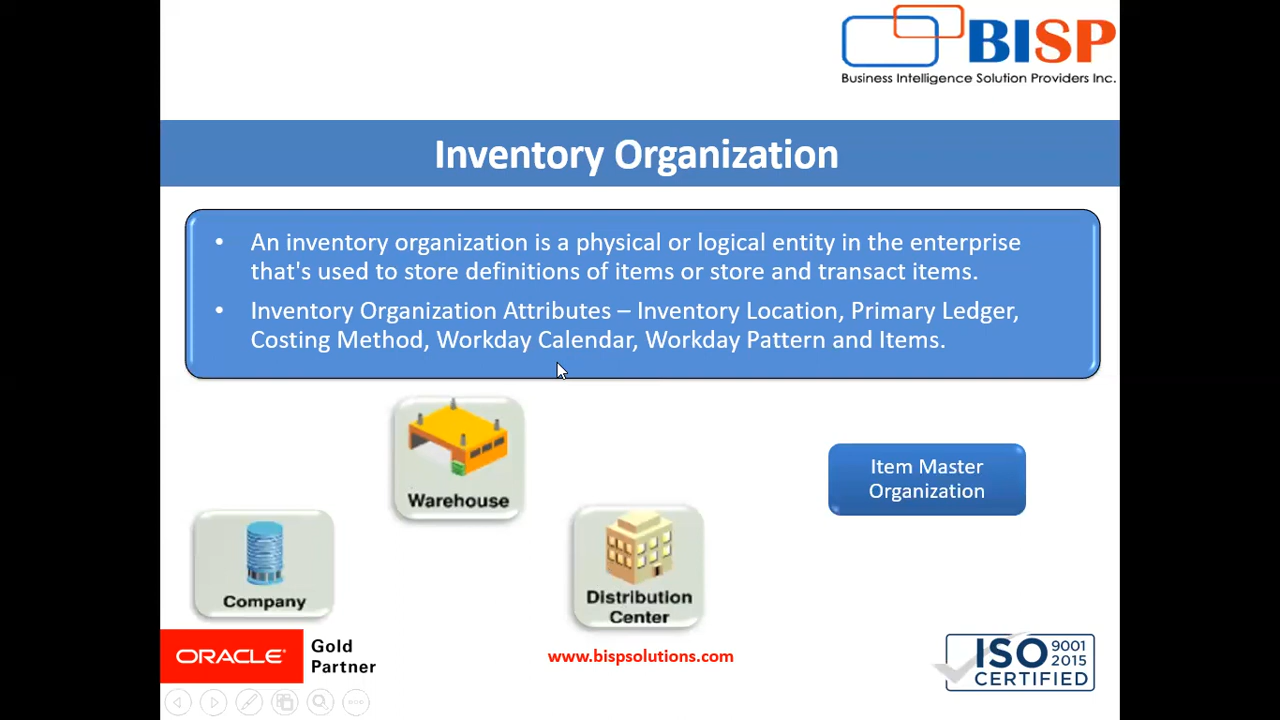 BISP
Business Intelligence Solution Providers Inc.
Inventory Organization
• An inventory organization is a physical or logical entity in the enterprise
that's used to store definitions of items or store and transact items.
• Inventory Organization Attributes – Inventory Location, Primary Ledger,
Costing Method, Workday Calendar, Workday Pattern and Items.
Warehouse
Item Master
Organization
Company
Distribution
Center
ORACLE
Gold
Partner
www.bispsolutions.com
ISO 9001
2015
CERTIFIED